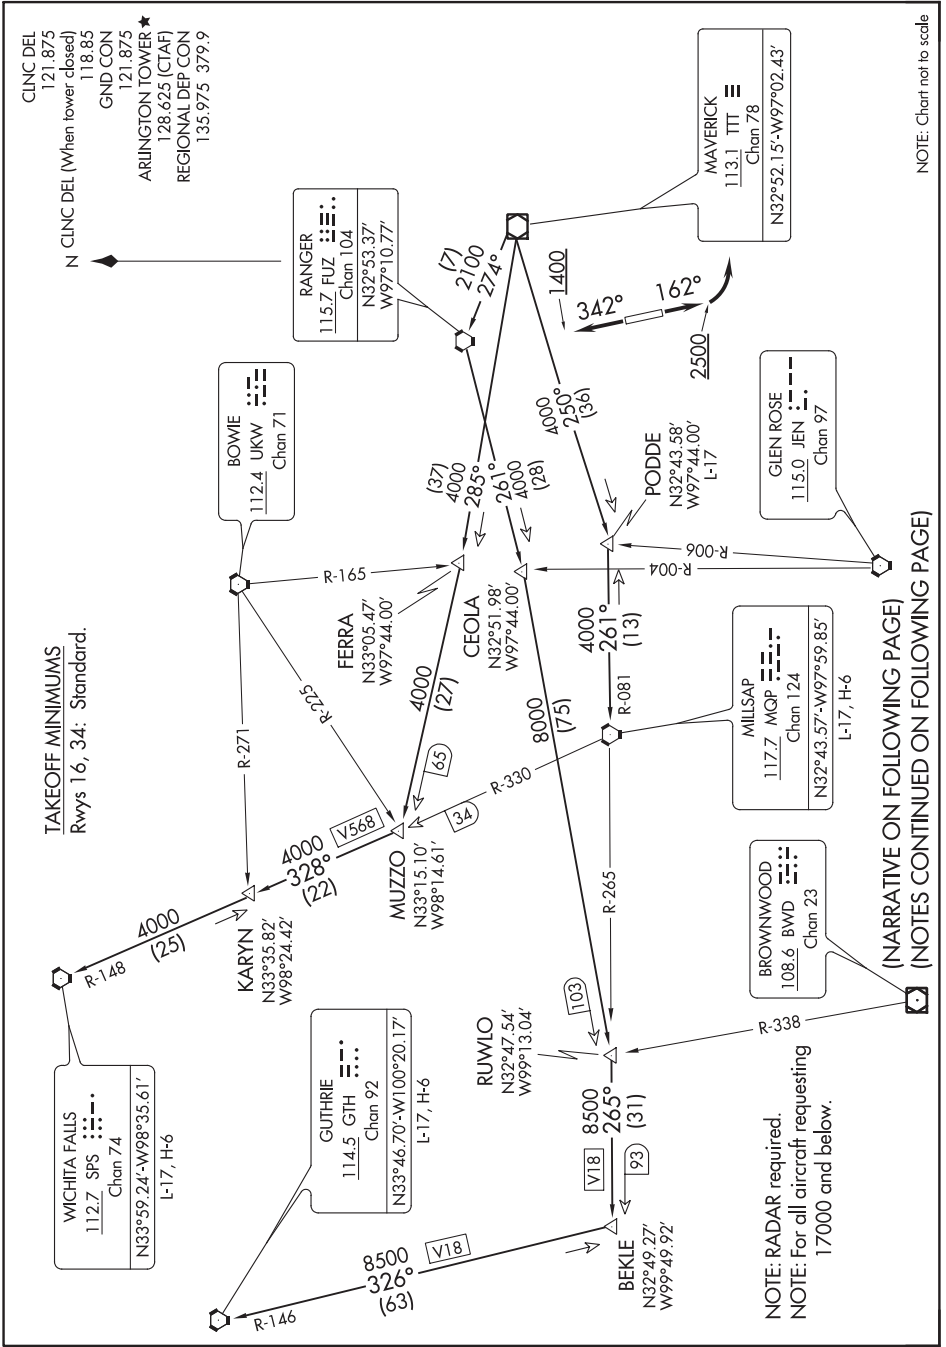 CLNC DEL
121.875
CLNC DEL (When tower closed)
118.85
GND CON
121.875
ARLINGTON TOWER ★
128.625 (CTAF)
REGIONAL DEP CON
135.975 379.9
N
TAKEOFF MINIMUMS
Rwys 16, 34: Standard.
WICHITA FALLS
112.7 SPS
Chan 74
N33°59.24'-W98°35.61'
L-17, H-6
R-148
4000
(25)
KARYN
N33°35.82'
W98°24.42'
R-271
4000
328°
(22)
V568
BOWIE
112.4 UKW
Chan 71
R-225
R-165
RANGER
115.7 FUZ
Chan 104
N32°53.37'
W97°10.77'
(7)
2100
274°
MAVERICK
113.1 TTT
Chan 78
N32°52.15'-W97°02.43'
GUTHRIE
114.5 GTH
Chan 92
N33°46.70'-W100°20.17'
L-17, H-6
R-146
8500
326°
(63)
V18
MUZZO
N33°15.10'
W98°14.61'
65
34
R-330
4000
(27)
FERRA
N33°05.47'
W97°44.00'
(37)
4000
285°
CEOLA
N32°51.98'
W97°44.00'
261°
4000
(28)
4000
250°
(36)
1400
342°
162°
2500
BEKLE
N32°49.27'
W99°49.92'
93
V18
8500
265°
(31)
RUWLO
N32°47.54'
W99°13.04'
103
R-265
8000
(75)
R-081
4000
261°
(13)
PODDE
N32°43.58'
W97°44.00'
L-17
R-004
R-006
GLEN ROSE
115.0 JEN
Chan 97
MILLSAP
117.7 MQP
Chan 124
N32°43.57'-W97°59.85'
L-17, H-6
BROWNWOOD
108.6 BWD
Chan 23
R-338
NOTE: RADAR required.
NOTE: For all aircraft requesting
17000 and below.
(NARRATIVE ON FOLLOWING PAGE)
(NOTES CONTINUED ON FOLLOWING PAGE)
NOTE: Chart not to scale